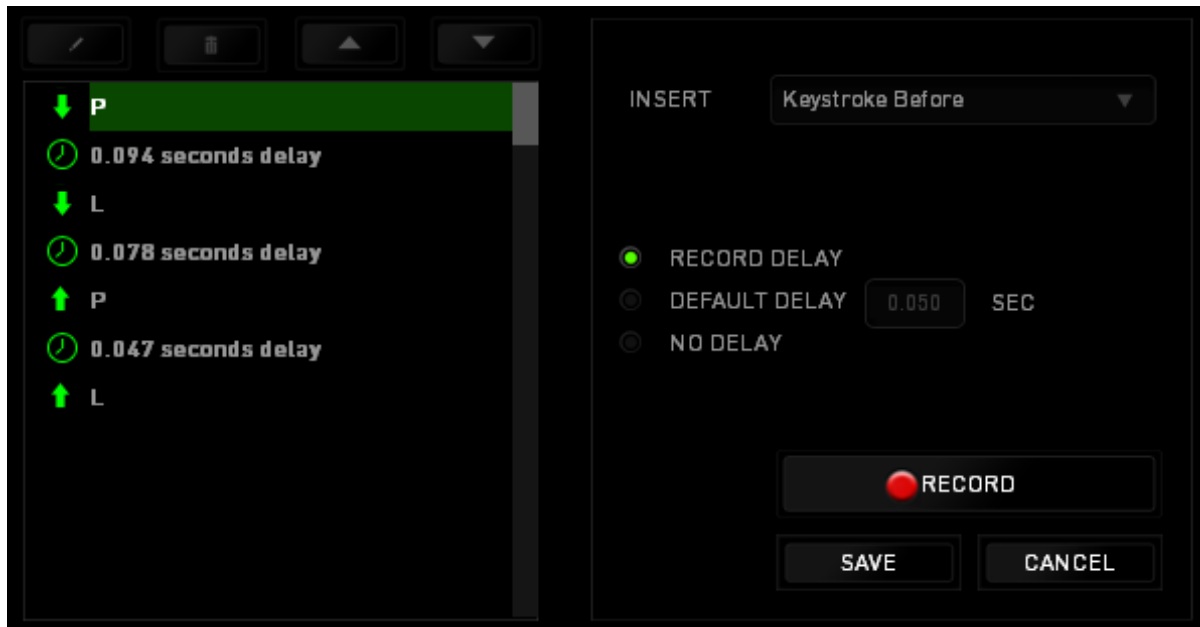 P
0.094 seconds delay
L
0.078 seconds delay
P
0.047 seconds delay
L
INSERT Keystroke Before
RECORD DELAY
DEFAULT DELAY 0.050 SEC
NO DELAY
RECORD
SAVE CANCEL